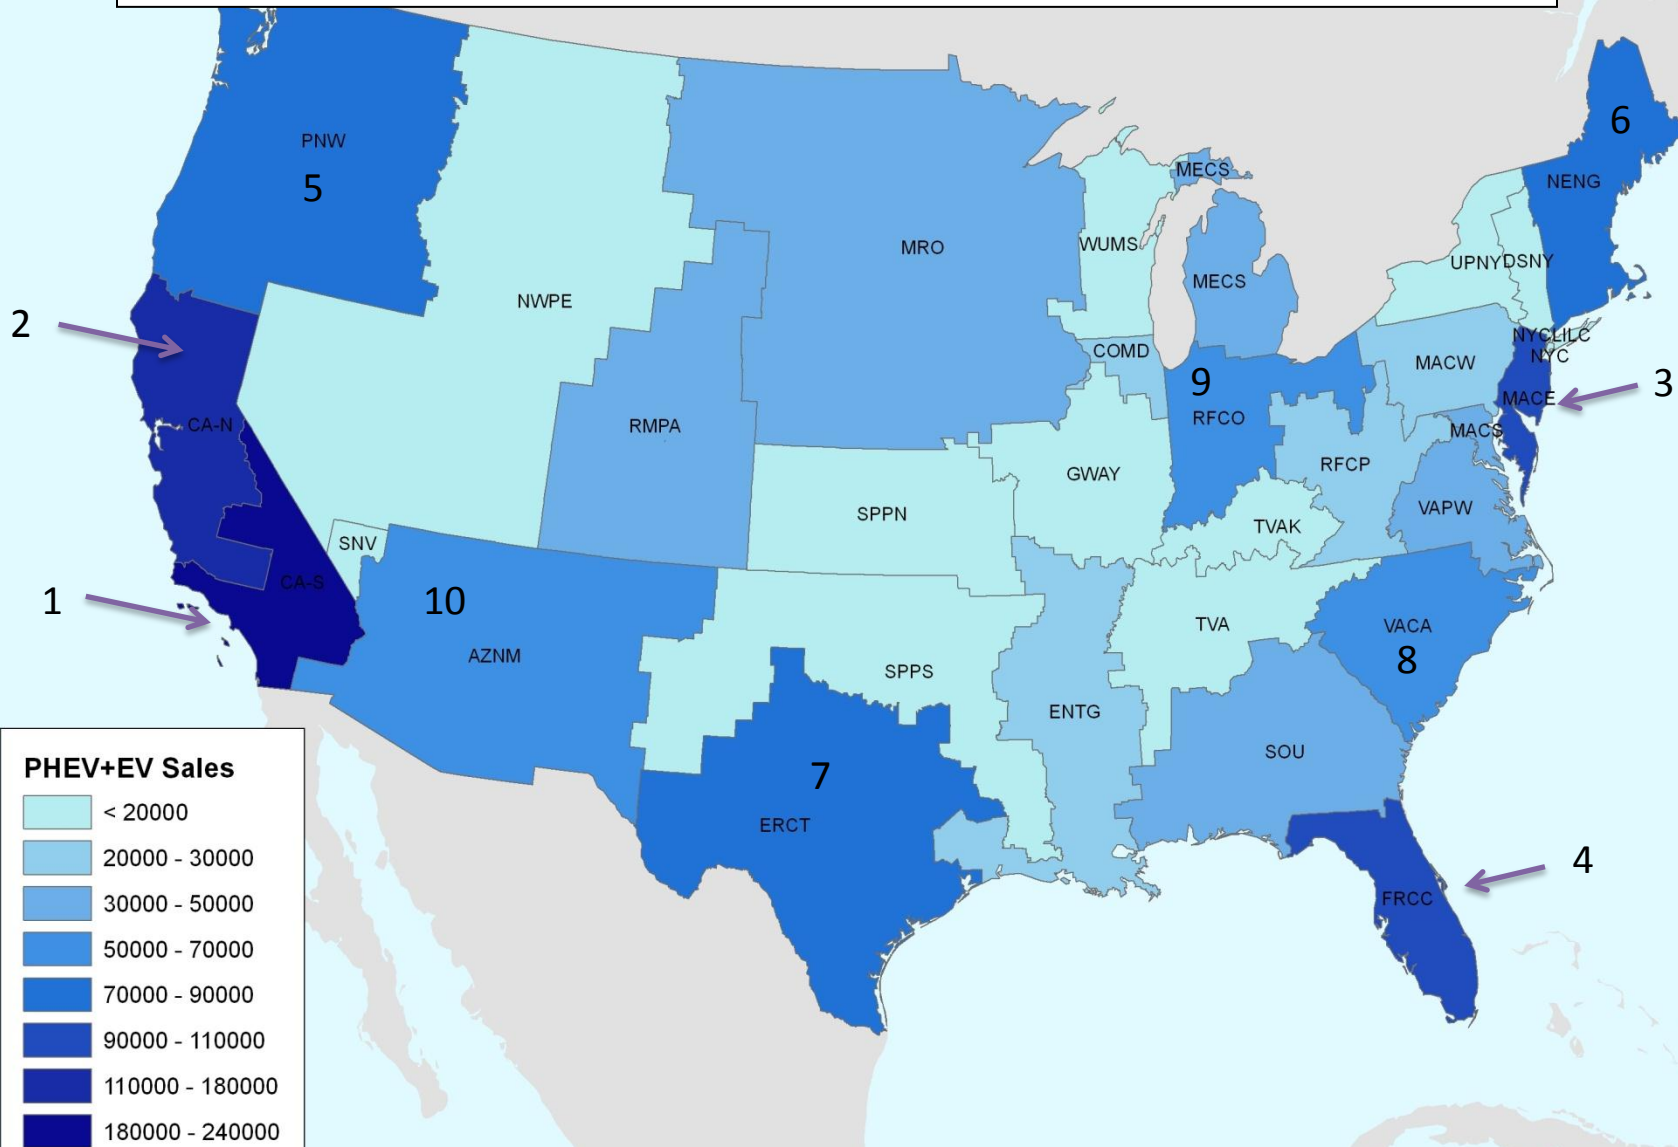 6
PNW
MECS
5
NENG
MRO
WUMS
UPNY
DSNY
MECS
NWPE
2
NYCLILC
COMD
NYC
MACW
9
3
MACE
RFCO
CA-N
RMPA
MACS
RFCP
GWAY
VAPW
SPPN
TVAK
SNV
CA-S
1
10
TVA
VACA
AZNM
8
SPPS
ENTG
SOU
7
ERCT
4
FRCC
PHEV+EV Sales
< 20000
20000 - 30000
30000 - 50000
50000 - 70000
70000 - 90000
90000 - 110000
110000 - 180000
180000 - 240000